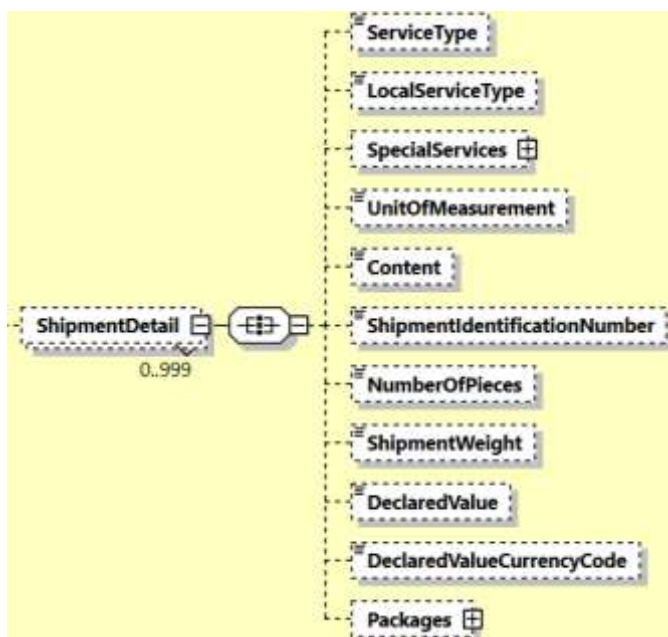 ServiceType
LocalServiceType
SpecialServices
UnitOfMeasurement
Content
ShipmentDetail
0..999
ShipmentIdentificationNumber
NumberOfPieces
ShipmentWeight
DeclaredValue
DeclaredValueCurrencyCode
Packages